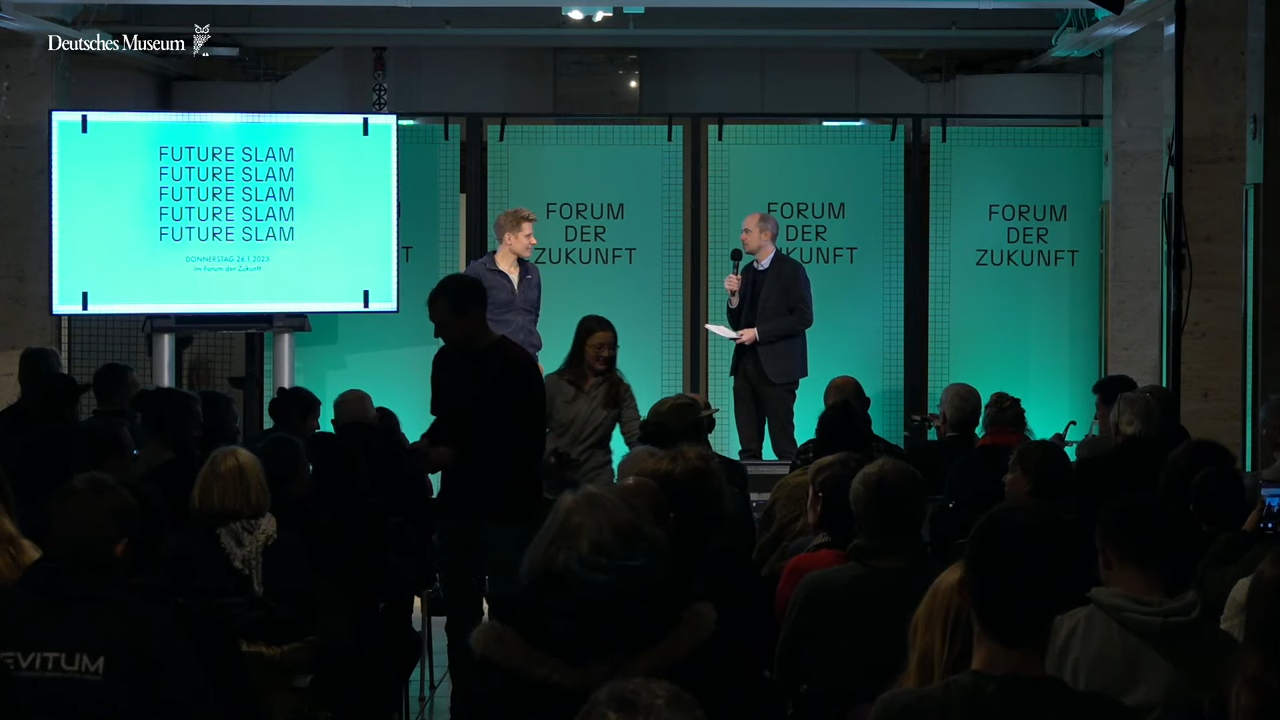 Deutsches Museum
FUTURE SLAM
FUTURE SLAM
FUTURE SLAM
FUTURE SLAM
FUTURE SLAM
DONNERSTAG 26.1.2023
im Forum der Zukunft
T
FORUM
DER
ZUKUNFT
FORUM
DER
ZUKUNFT
FORUM
DER
ZUKUNFT
EVITUM